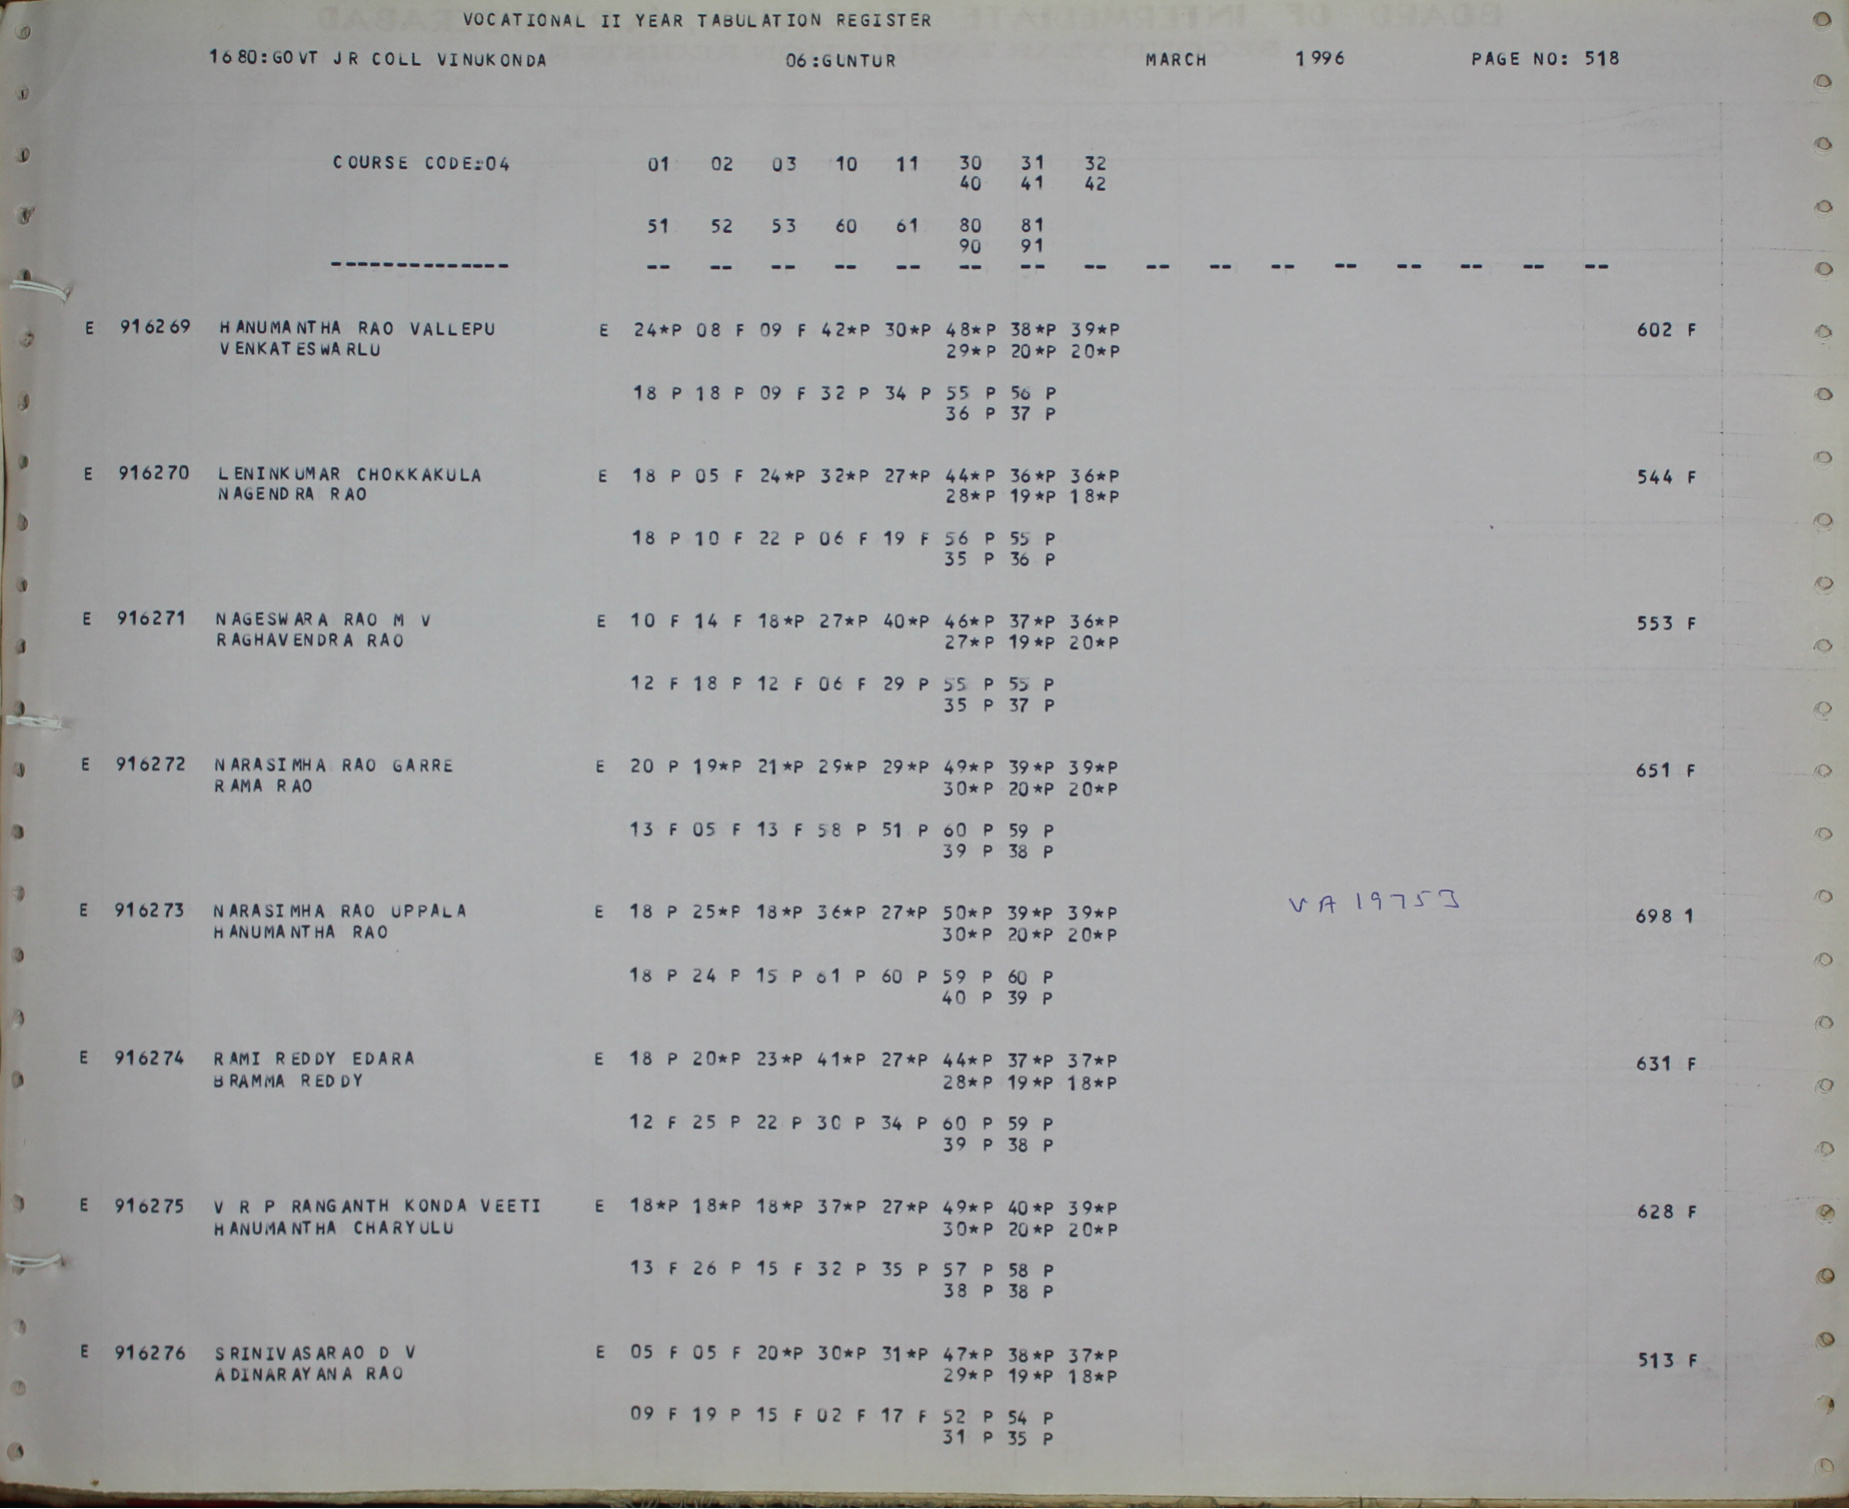 VOCATIONAL II YEAR TABULATION REGISTER
1680:GOVT JR COLL VINUKONDA 06:GUNTUR MARCH 1996 PAGE NO: 518
COURSE CODE:04 01 02 03 10 11 30 31 32
40 41 42
51 52 53 60 61 80 81
90 91
-------------- -- -- -- -- -- -- -- -- -- -- -- -- -- -- -- --
E 916269 HANUMANTHA RAO VALLEPU E 24*P 08 F 09 F 42*P 30*P 48*P 38*P 39*P 602 F
VENKATESWARLU 29*P 20*P 20*P
18 P 18 P 09 F 32 P 34 P 55 P 56 P
36 P 37 P
E 916270 LENINKUMAR CHOKKAKULA E 18 P 05 F 24*P 32*P 27*P 44*P 36*P 36*P 544 F
NAGENDRA RAO 28*P 19*P 18*P
18 P 10 F 22 P 06 F 19 F 56 P 55 P
35 P 36 P
E 916271 NAGESWARA RAO M V E 10 F 14 F 18*P 27*P 40*P 46*P 37*P 36*P 553 F
RAGHAVENDRA RAO 27*P 19*P 20*P
12 F 18 P 12 F 06 F 29 P 55 P 55 P
35 P 37 P
E 916272 NARASIMHA RAO GARRE E 20 P 19*P 21*P 29*P 29*P 49*P 39*P 39*P 651 F
RAMA RAO 30*P 20*P 20*P
13 F 05 F 13 F 58 P 51 P 60 P 59 P
39 P 38 P
E 916273 NARASIMHA RAO UPPALA E 18 P 25*P 18*P 36*P 27*P 50*P 39*P 39*P VA 19753 698 1
HANUMANTHA RAO 30*P 20*P 20*P
18 P 24 P 15 P 61 P 60 P 59 P 60 P
40 P 39 P
E 916274 RAMI REDDY EDARA E 18 P 20*P 23*P 41*P 27*P 44*P 37*P 37*P 631 F
BRAMMA REDDY 28*P 19*P 18*P
12 F 25 P 22 P 30 P 34 P 60 P 59 P
39 P 38 P
E 916275 V R P RANGANTH KONDA VEETI E 18*P 18*P 18*P 37*P 27*P 49*P 40*P 39*P 628 F
HANUMANTHA CHARYULU 30*P 20*P 20*P
13 F 26 P 15 F 32 P 35 P 57 P 58 P
38 P 38 P
E 916276 SRINIVASARAO D V E 05 F 05 F 20*P 30*P 31*P 47*P 38*P 37*P 513 F
ADINARAYANA RAO 29*P 19*P 18*P
09 F 19 P 15 F 02 F 17 F 52 P 54 P
31 P 35 P